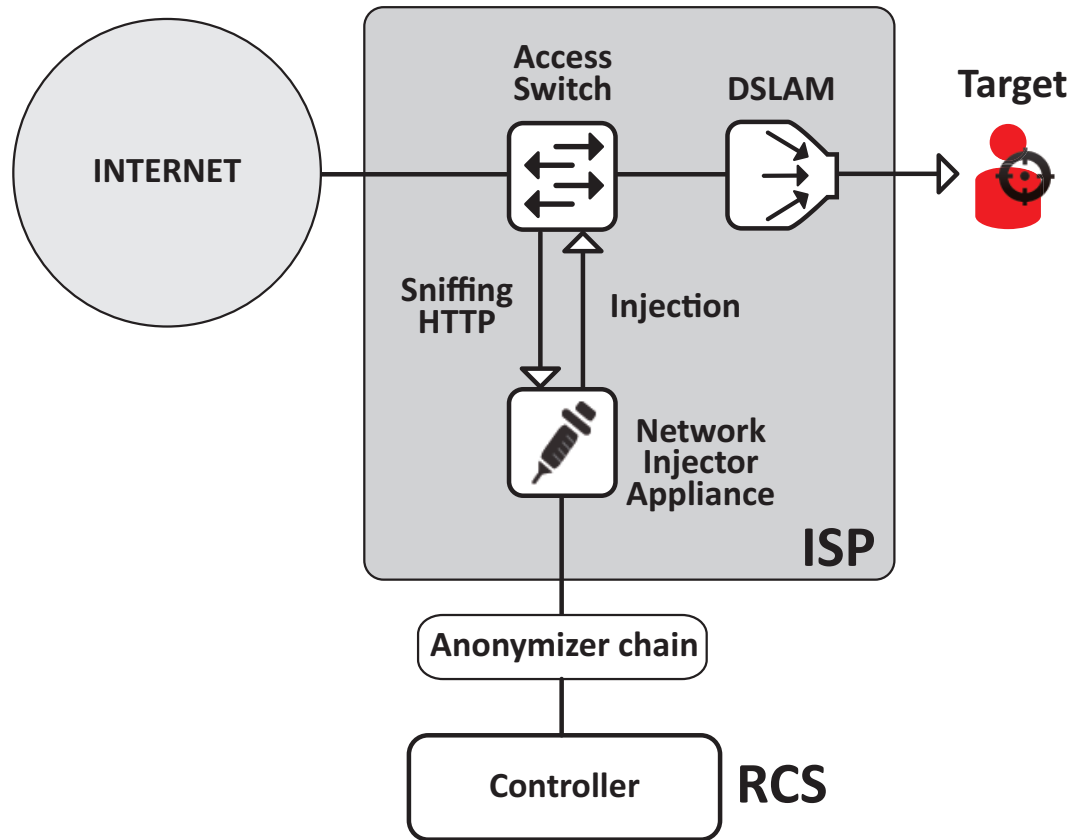 Access
Switch
DSLAM
Target
INTERNET
Sniffing
HTTP
Injection
Network
Injector
Appliance
ISP
Anonymizer chain
Controller
RCS